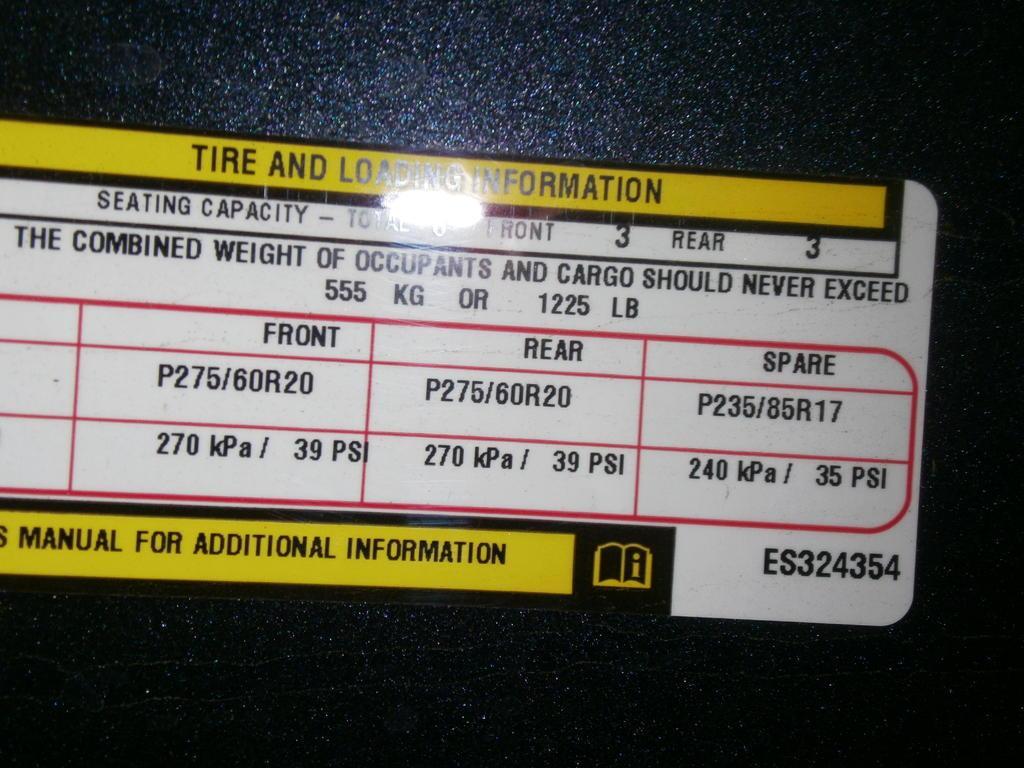 TIRE AND LOADING INFORMATION
SEATING CAPACITY – TOTAL 6 FRONT 3 REAR 3
THE COMBINED WEIGHT OF OCCUPANTS AND CARGO SHOULD NEVER EXCEED
555 KG OR 1225 LB
FRONT REAR SPARE
P275/60R20 P275/60R20 P235/85R17
270 kPa / 39 PSI 270 kPa / 39 PSI 240 kPa / 35 PSI
S MANUAL FOR ADDITIONAL INFORMATION
ES324354